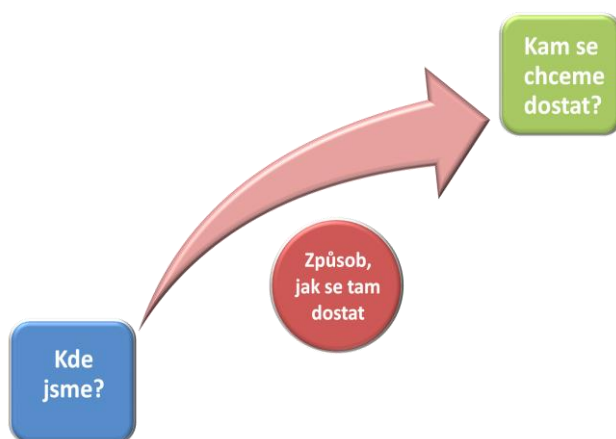 Kam se
chceme
dostat?
Způsob,
jak se tam
dostat
Kde
jsme?